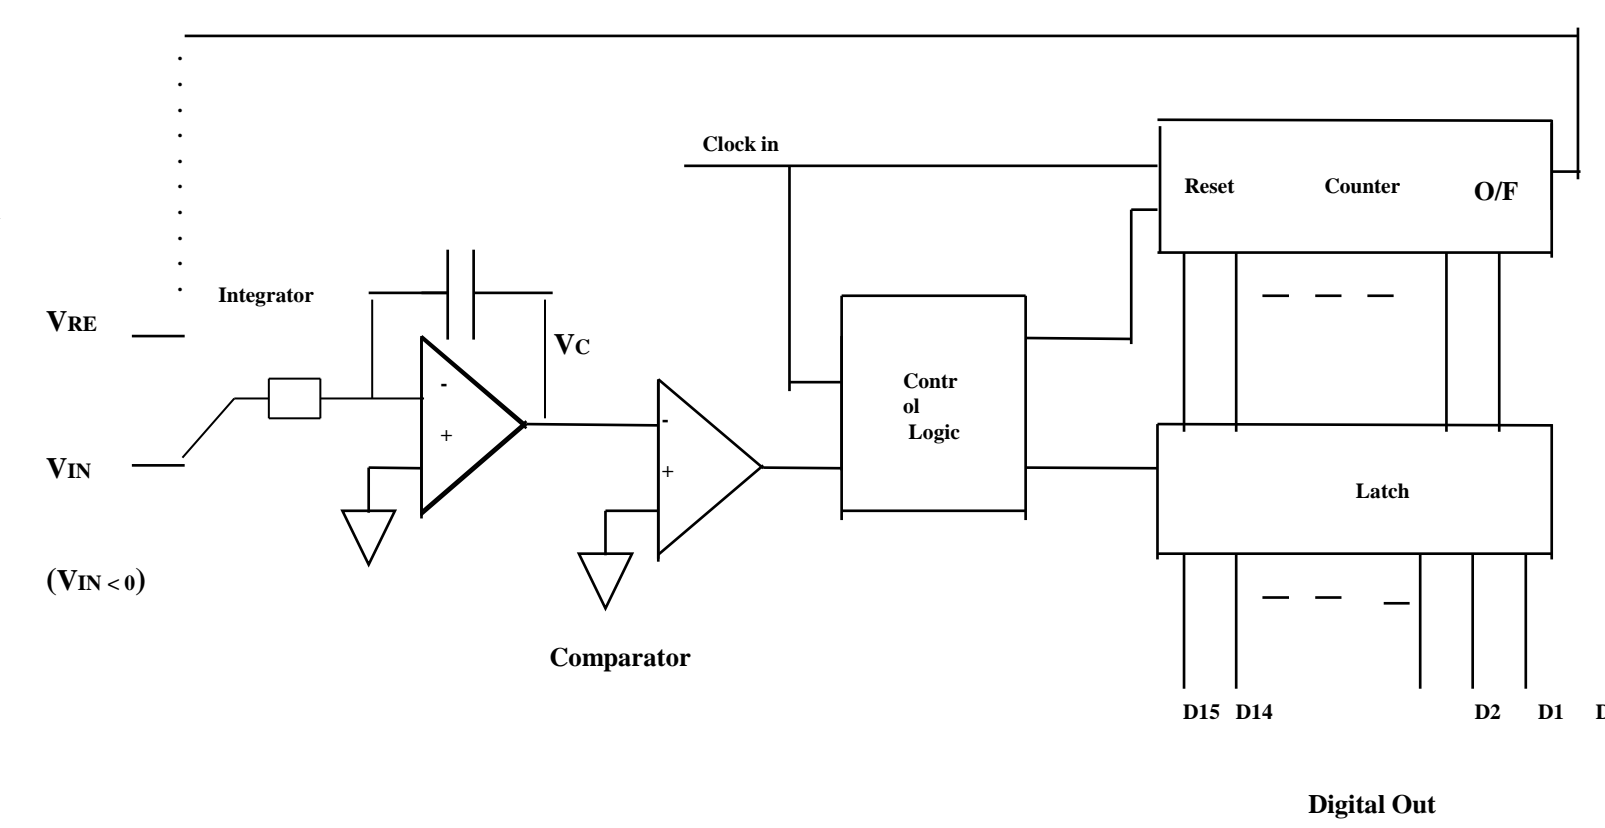 Clock in
Reset Counter O/F
Integrator
VRE
VC
-
+
-
+
Contr
ol
Logic
VIN
Latch
(VIN < 0)
Comparator
D15 D14 D2 D1 D
Digital Out